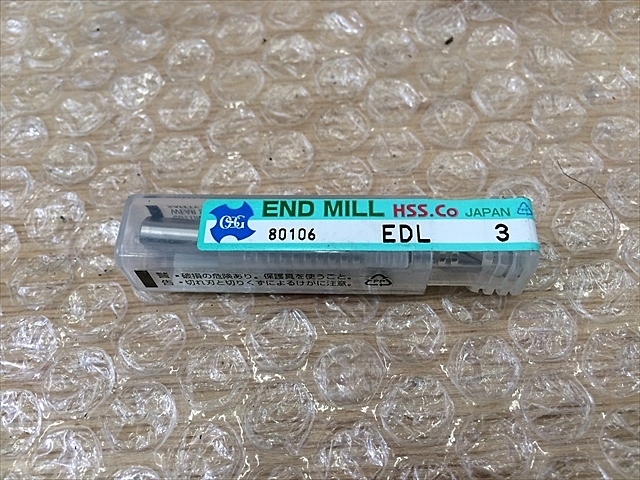 OSG END MILL HSS.Co JAPAN
80106 EDL 3
警告 ・破損の危険あり。保護具を使うこと。
・切れ刃と切りくずによるけがに注意。